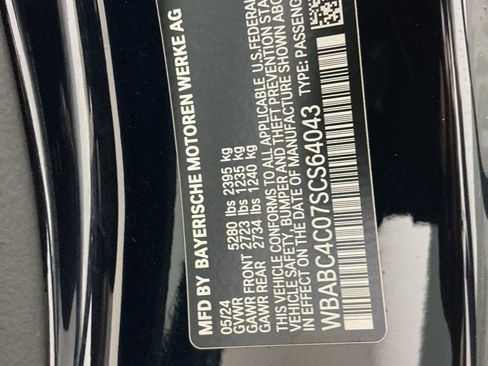 MFD BY BAYERISCHE MOTOREN WERKE AG
05/24
GVWR 5280 lbs 2395 kg
GAWR FRONT 2723 lbs 1235 kg
GAWR REAR 2734 lbs 1240 kg
THIS VEHICLE CONFORMS TO ALL APPLICABLE U.S. FEDERAL
VEHICLE SAFETY, BUMPER AND THEFT PREVENTION STA
IN EFFECT ON THE DATE OF MANUFACTURE SHOWN ABO
WBABC4C07SCS64043 TYPE: PASSENG